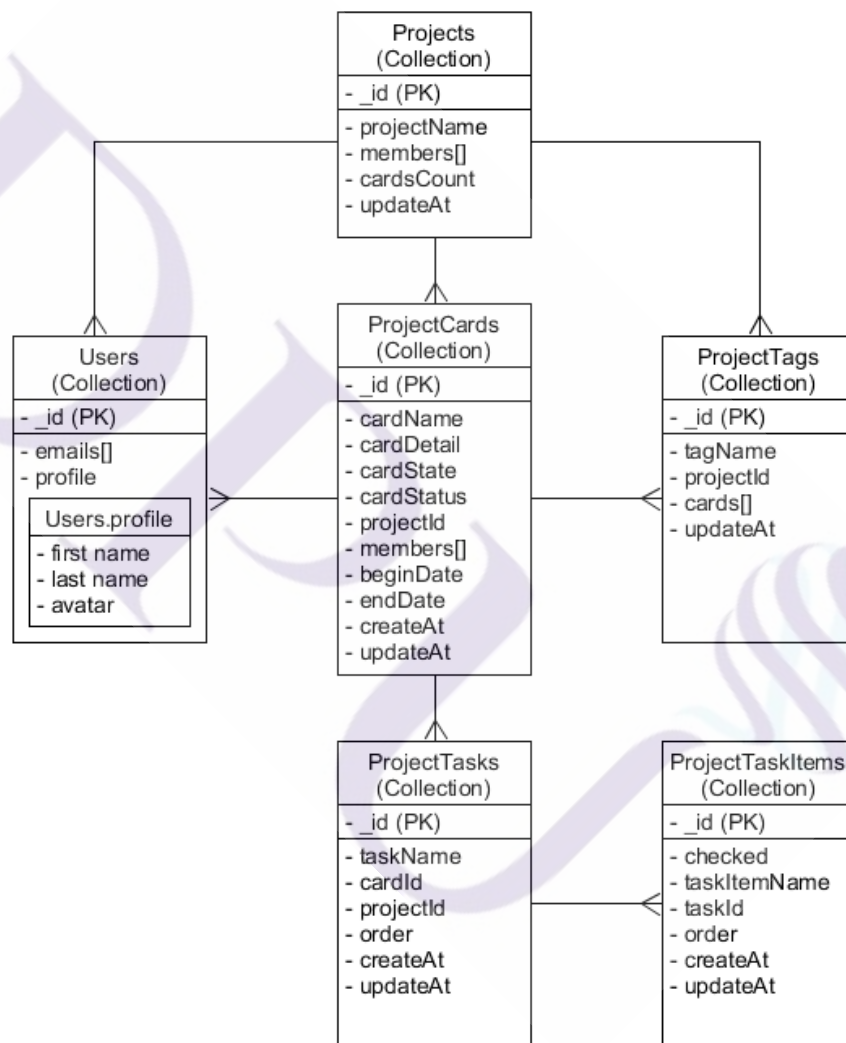 Projects
(Collection)
- _id (PK)
- projectName
- members[]
- cardsCount
- updateAt
Users
(Collection)
- _id (PK)
- emails[]
- profile
Users.profile
- first name
- last name
- avatar
ProjectCards
(Collection)
- _id (PK)
- cardName
- cardDetail
- cardState
- cardStatus
- projectId
- members[]
- beginDate
- endDate
- createAt
- updateAt
ProjectTags
(Collection)
- _id (PK)
- tagName
- projectId
- cards[]
- updateAt
ProjectTasks
(Collection)
- _id (PK)
- taskName
- cardId
- projectId
- order
- createAt
- updateAt
ProjectTaskItems
(Collection)
- _id (PK)
- checked
- taskItemName
- taskId
- order
- createAt
- updateAt